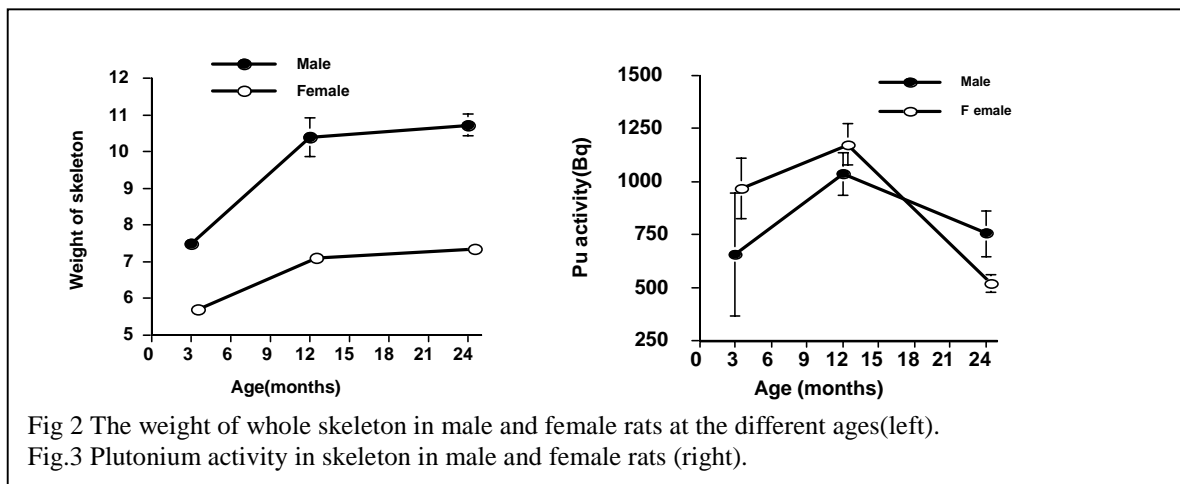 Male
Female
12
11
10
9
8
7
6
5
Weight of skeleton
0 3 6 9 12 15 18 21 24
Age(months)
1500
1250
1000
750
500
250
Pu activity(Bq)
Male
F emale
0 3 6 9 12 15 18 21 24
Age (months)
Fig 2 The weight of whole skeleton in male and female rats at the different ages(left).
Fig.3 Plutonium activity in skeleton in male and female rats (right).